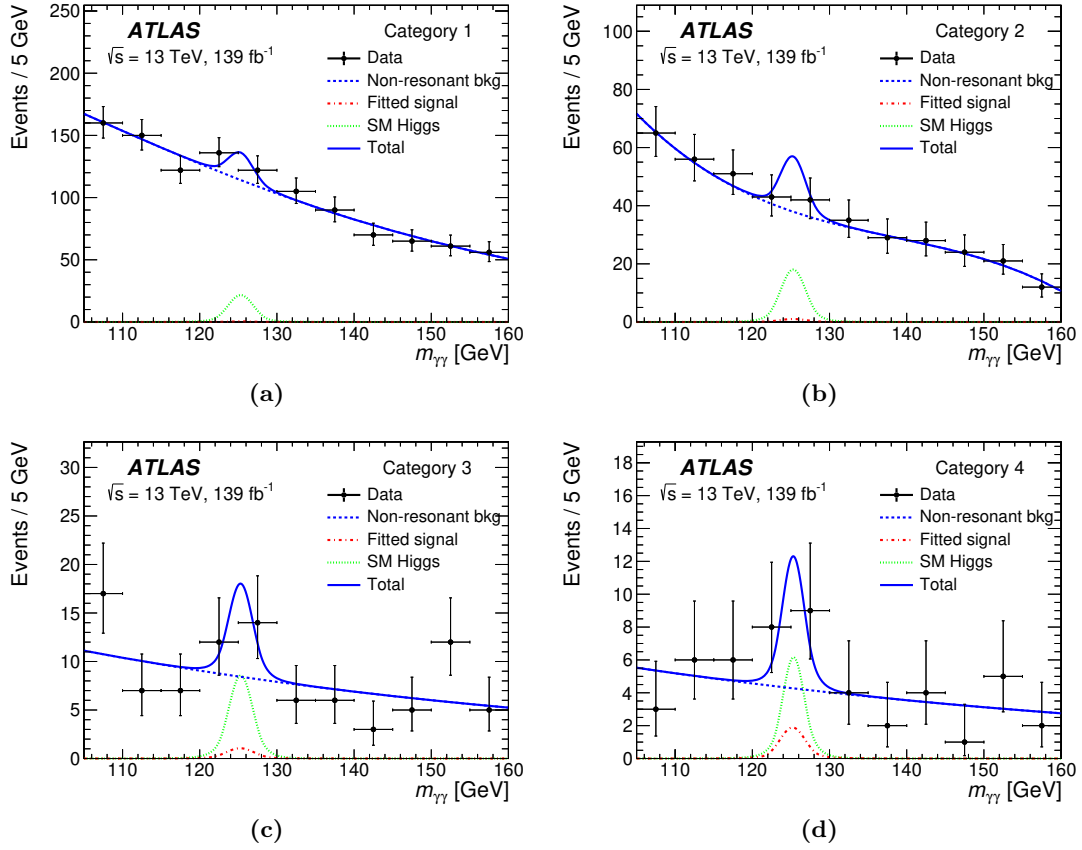 ATLAS
√s = 13 TeV, 139 fb⁻¹
Category 1
Data
Non-resonant bkg
Fitted signal
SM Higgs
Total
Events / 5 GeV
250
200
150
100
50
0
110 120 130 140 150 160
mγγ [GeV]
(a)
ATLAS
√s = 13 TeV, 139 fb⁻¹
Category 2
Data
Non-resonant bkg
Fitted signal
SM Higgs
Total
Events / 5 GeV
100
80
60
40
20
0
110 120 130 140 150 160
mγγ [GeV]
(b)
ATLAS
√s = 13 TeV, 139 fb⁻¹
Category 3
Data
Non-resonant bkg
Fitted signal
SM Higgs
Total
Events / 5 GeV
30
25
20
15
10
5
0
110 120 130 140 150 160
mγγ [GeV]
(c)
ATLAS
√s = 13 TeV, 139 fb⁻¹
Category 4
Data
Non-resonant bkg
Fitted signal
SM Higgs
Total
Events / 5 GeV
18
16
14
12
10
8
6
4
2
0
110 120 130 140 150 160
mγγ [GeV]
(d)